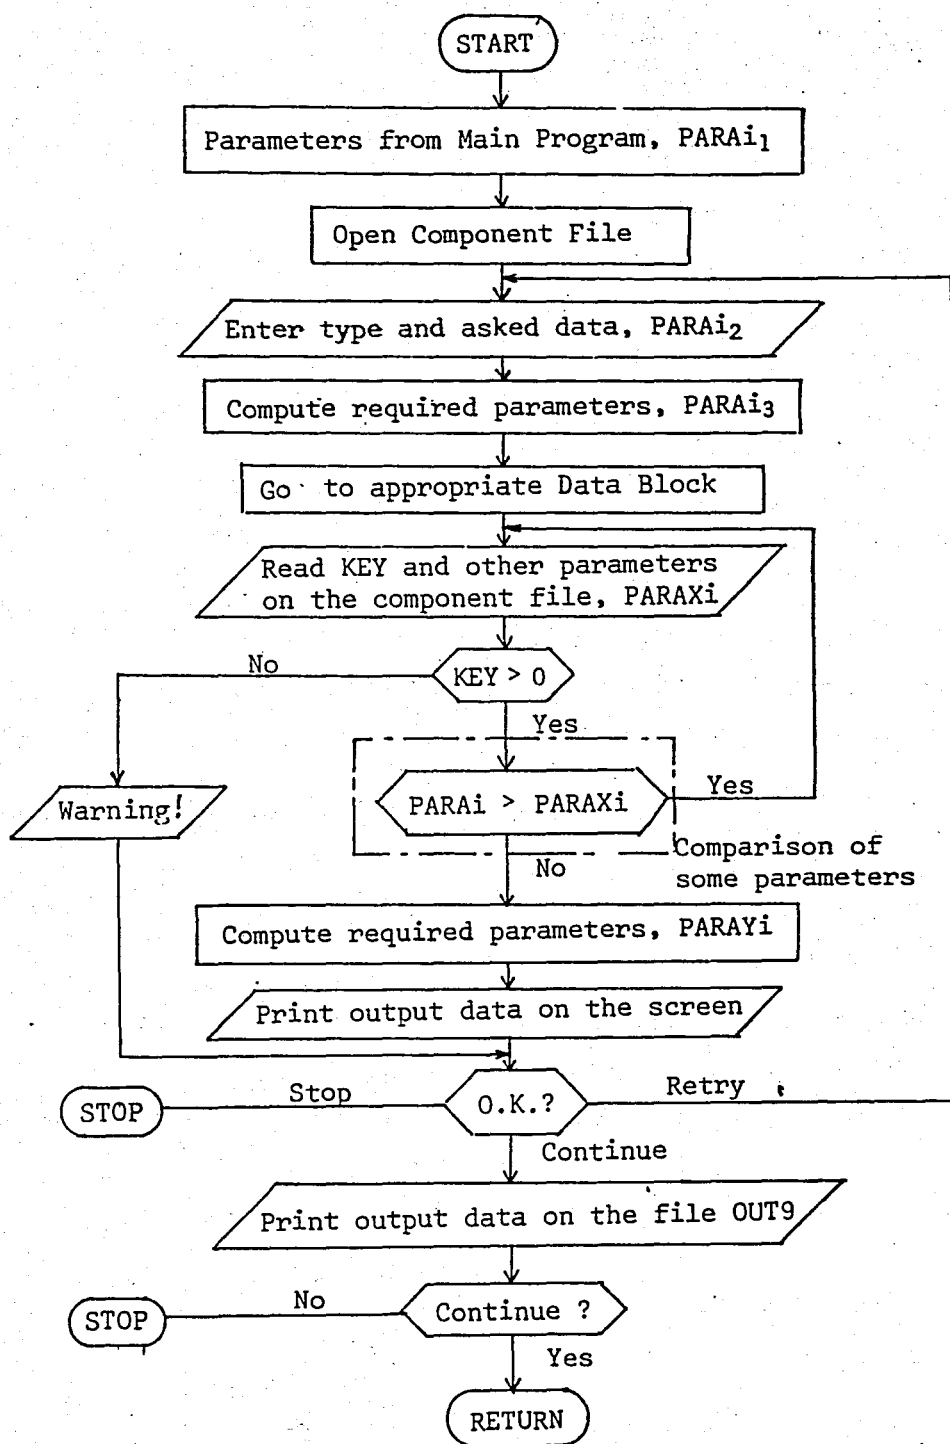 START
Parameters from Main Program, PARAi1
Open Component File
Enter type and asked data, PARAi2
Compute required parameters, PARAi3
Go to appropriate Data Block
Read KEY and other parameters
on the component file, PARAXi
No
KEY > 0
Yes
Warning!
PARAi > PARAXi
Yes
Comparison of
some parameters
No
Compute required parameters, PARAYi
Print output data on the screen
STOP
Stop
O.K.?
Retry
Continue
Print output data on the file OUT9
STOP
No
Continue ?
Yes
RETURN